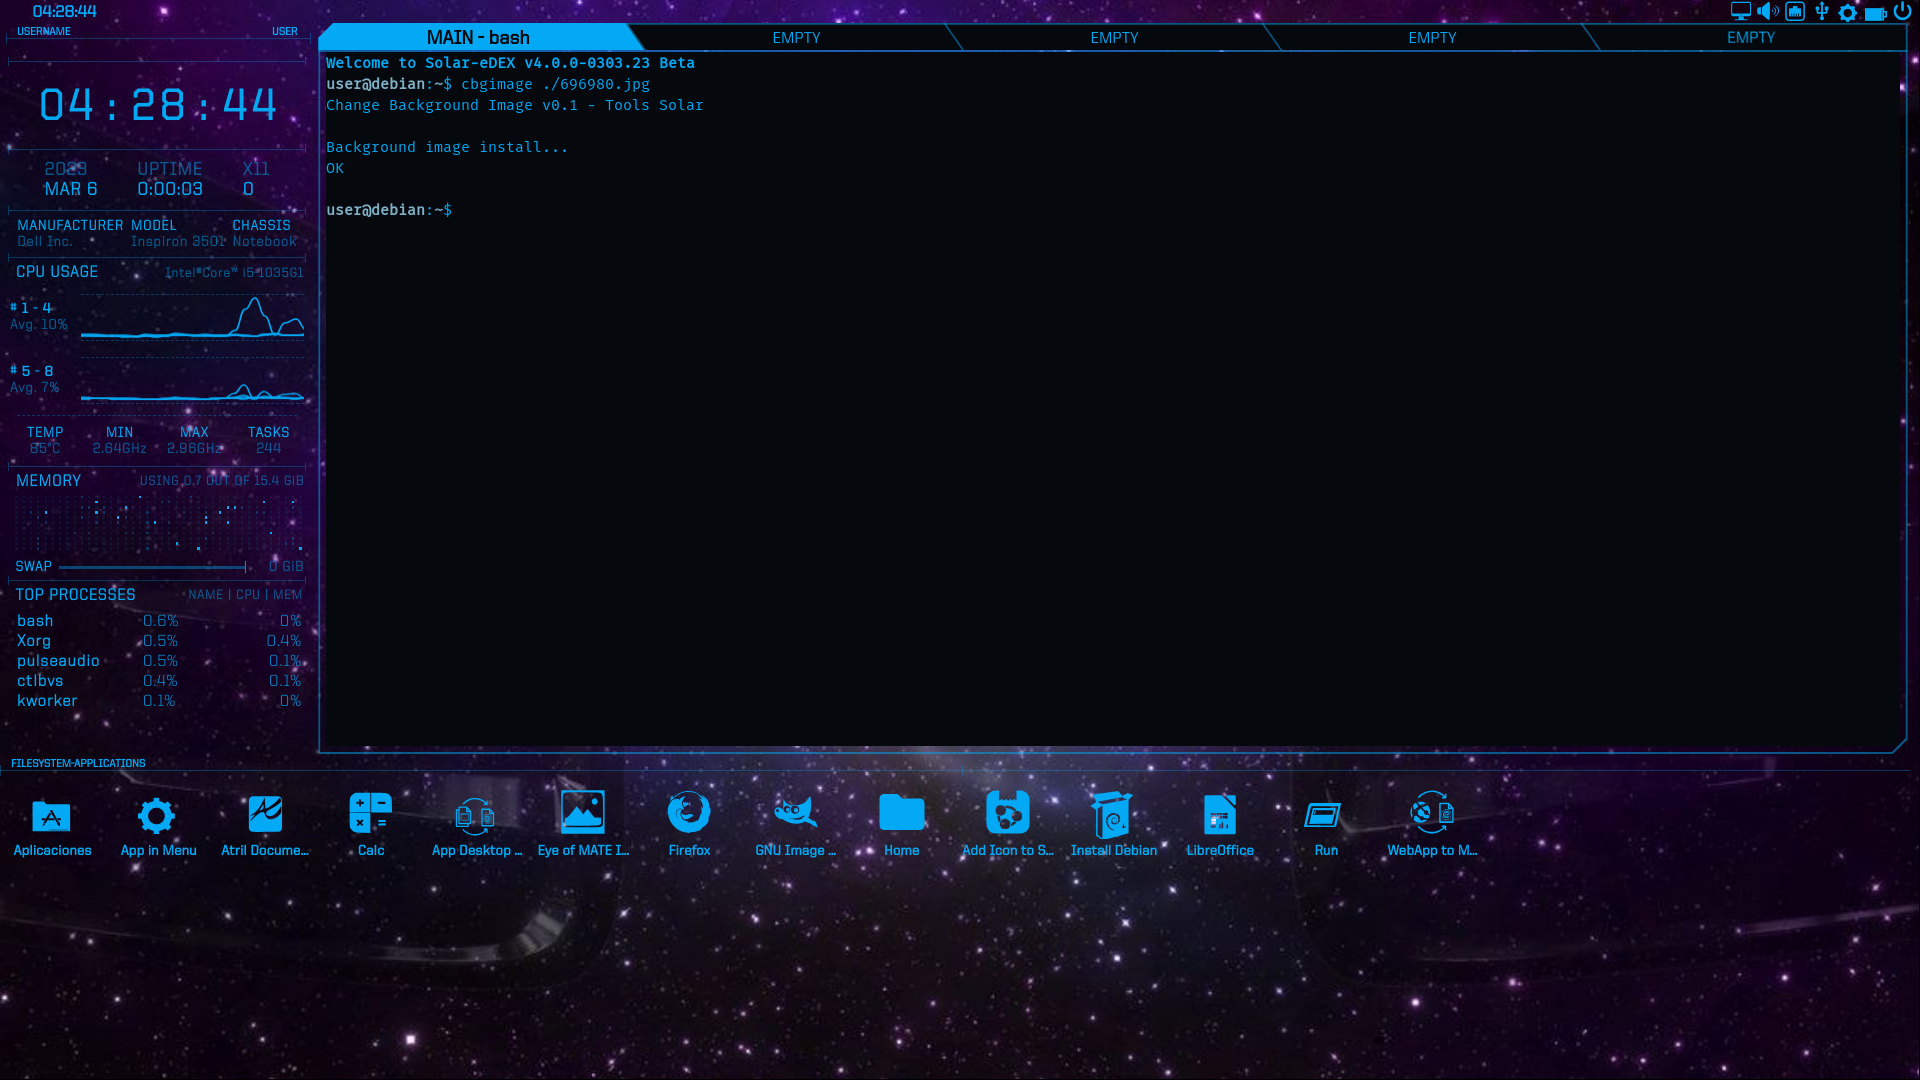 04:28:44
USERNAME USER
04:28:44
2023 UPTIME X11
MAR 6 0:00:03 0
MANUFACTURER MODEL CHASSIS
Dell Inc. Inspiron 3501 Notebook
CPU USAGE Intel® Core™ i5-1035G1
# 1 - 4
Avg. 10%
# 5 - 8
Avg. 7%
TEMP MIN MAX TASKS
85°C 2.64GHz 2.96GHz 244
MEMORY USING 0.7 OUT OF 15.4 GiB
SWAP 0 GiB
TOP PROCESSES NAME | CPU | MEM
bash 0.6% 0%
Xorg 0.5% 0.4%
pulseaudio 0.5% 0.1%
ctlbvs 0.4% 0.1%
kworker 0.1% 0%
MAIN - bash EMPTY EMPTY EMPTY EMPTY
Welcome to Solar-eDEX v4.0.0-0303.23 Beta
user@debian:~$ cbgimage ./696980.jpg
Change Background Image v0.1 - Tools Solar
Background image install...
OK
user@debian:~$
FILESYSTEM-APPLICATIONS
Aplicaciones App in Menu Atril Docume... Calc App Desktop ... Eye of MATE I... Firefox GNU Image ... Home Add Icon to S... Install Debian LibreOffice Run WebApp to M...